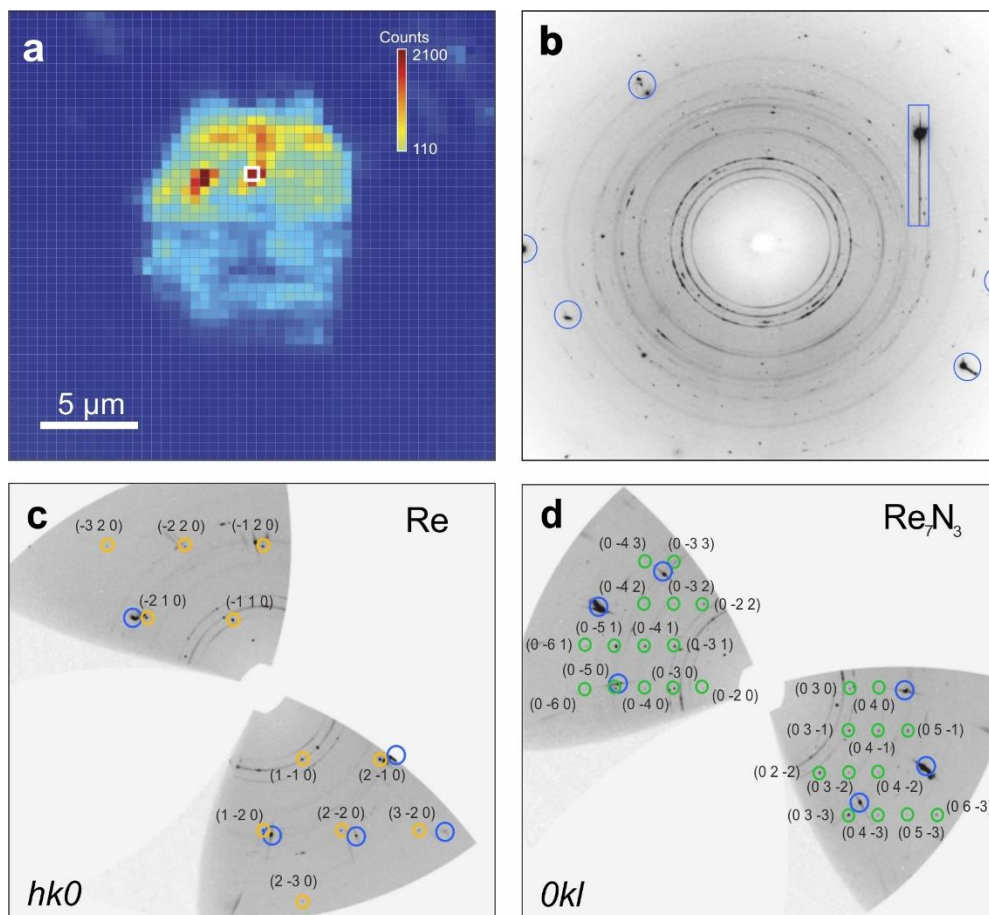 a
Counts
2100
110
5 µm
b
c
Re
(-3 2 0)
(-2 2 0)
(-1 2 0)
(-2 1 0)
(-1 1 0)
(1 -1 0)
(2 -1 0)
(1 -2 0)
(2 -2 0)
(3 -2 0)
(2 -3 0)
hk0
d
Re7N3
(0 -4 3)
(0 -3 3)
(0 -4 2)
(0 -3 2)
(0 -2 2)
(0 -5 1)
(0 -4 1)
(0 -6 1)
(0 -3 1)
(0 -5 0)
(0 -3 0)
(0 -6 0)
(0 -4 0)
(0 -2 0)
(0 3 0)
(0 4 0)
(0 3 -1)
(0 5 -1)
(0 4 -1)
(0 2 -2)
(0 3 -2)
(0 4 -2)
(0 6 -3)
(0 3 -3)
(0 4 -3)
(0 5 -3)
0kl